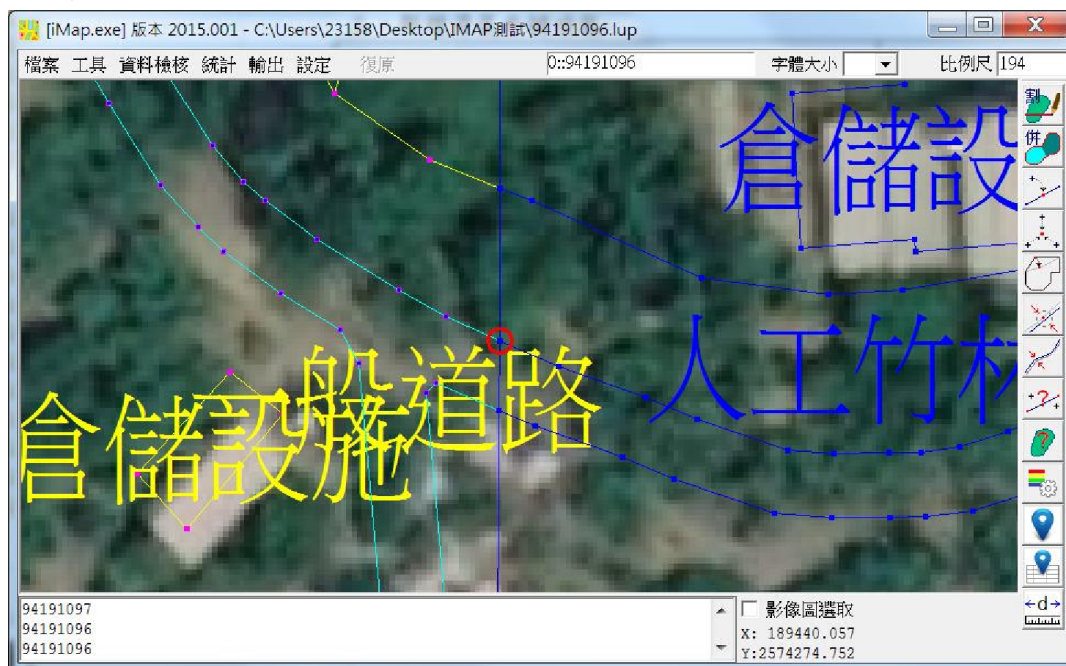 [iMap.exe] 版本 2015.001 - C:\Users\23158\Desktop\IMAP測試\94191096.lup
檔案 工具 資料檢核 統計 輸出 設定 復原 0::94191096 字體大小 比例尺 194
倉儲設
割
併
人工竹林
一般道路
倉儲設施
94191097
94191096
94191096
影像圖選取
X: 189440.057
Y:2574274.752
d